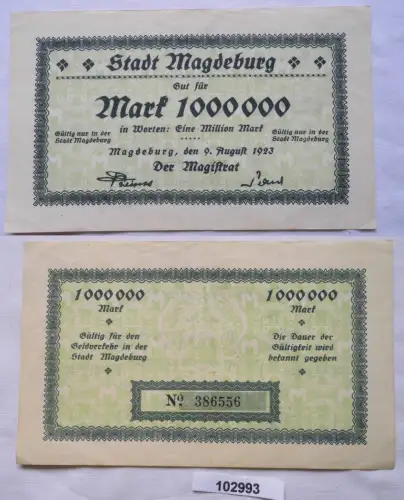 Stadt Magdeburg
Gut für
Mark 1000000
in Worten: Eine Million Mark
Gültig nur in der
Stadt Magdeburg
Gültig nur in der
Stadt Magdeburg
Magdeburg, den 9. August 1923
Der Magistrat
1000000
Mark
Gültig für den
Geldverkehr in der
Stadt Magdeburg
1000000
Mark
Die Dauer der
Gültigkeit wird
bekannt gegeben
No. 386556
102993